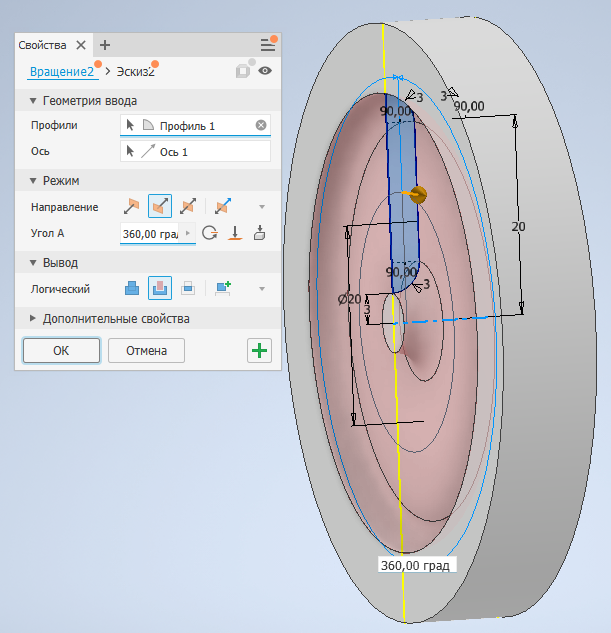 Свойства
Вращение2 > Эскиз2
Геометрия ввода
Профили Профиль 1
Ось Ось 1
Режим
Направление
Угол A 360,00 град
Вывод
Логический
Дополнительные свойства
OK Отмена
3
90,00
3
90,00
20
90,00
3
Ø20
3
360,00 град